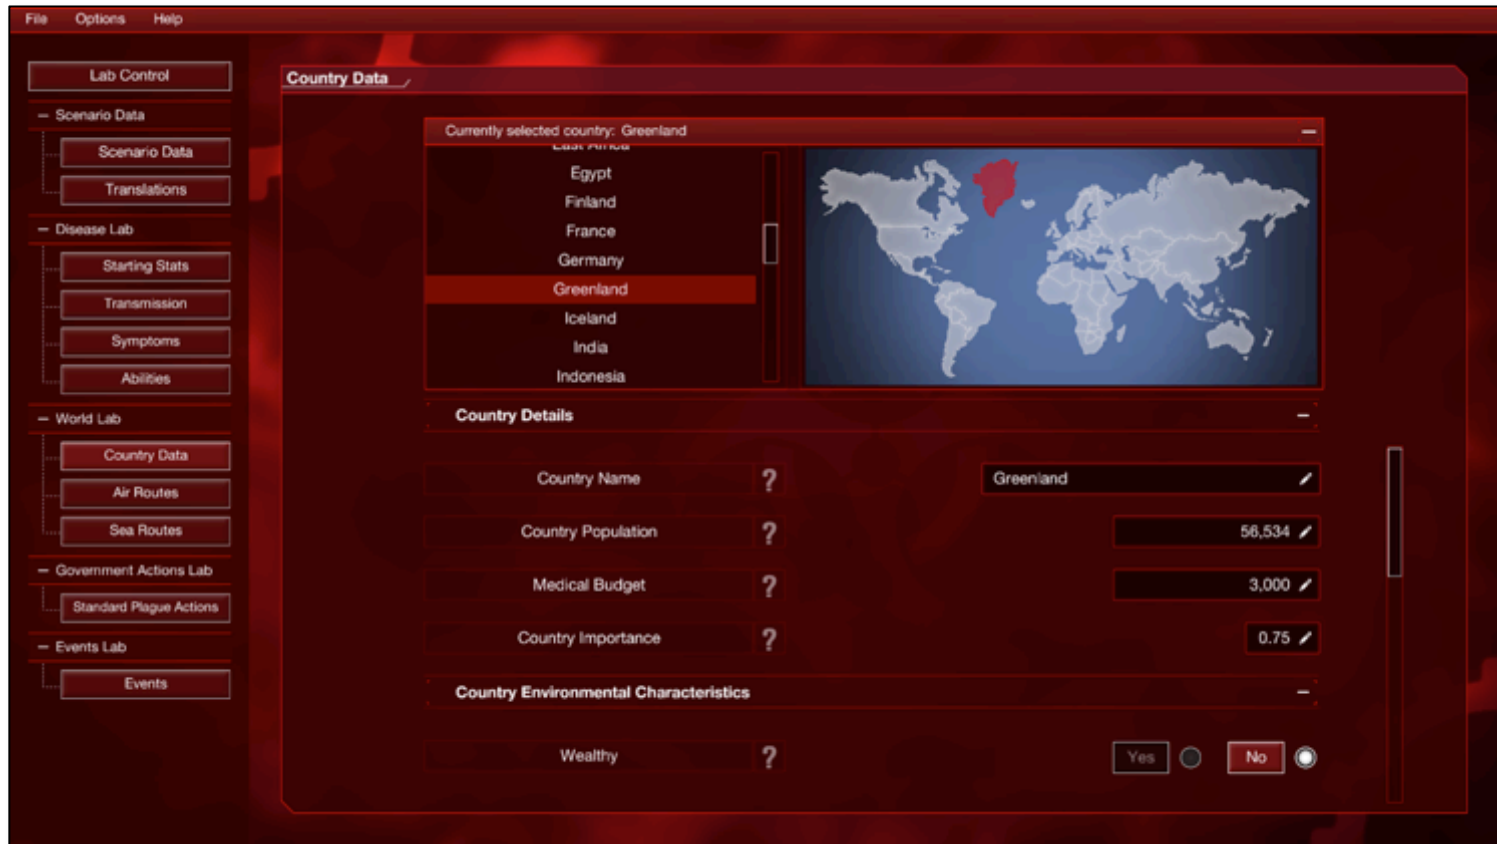 File Options Help
Lab Control
Scenario Data
Scenario Data
Translations
Disease Lab
Starting Stats
Transmission
Symptoms
Abilities
World Lab
Country Data
Air Routes
Sea Routes
Government Actions Lab
Standard Plague Actions
Events Lab
Events
Country Data
Currently selected country: Greenland
East Africa
Egypt
Finland
France
Germany
Greenland
Iceland
India
Indonesia
Country Details
Country Name ? Greenland
Country Population ? 56,534
Medical Budget ? 3,000
Country Importance ? 0.75
Country Environmental Characteristics
Wealthy ? Yes No